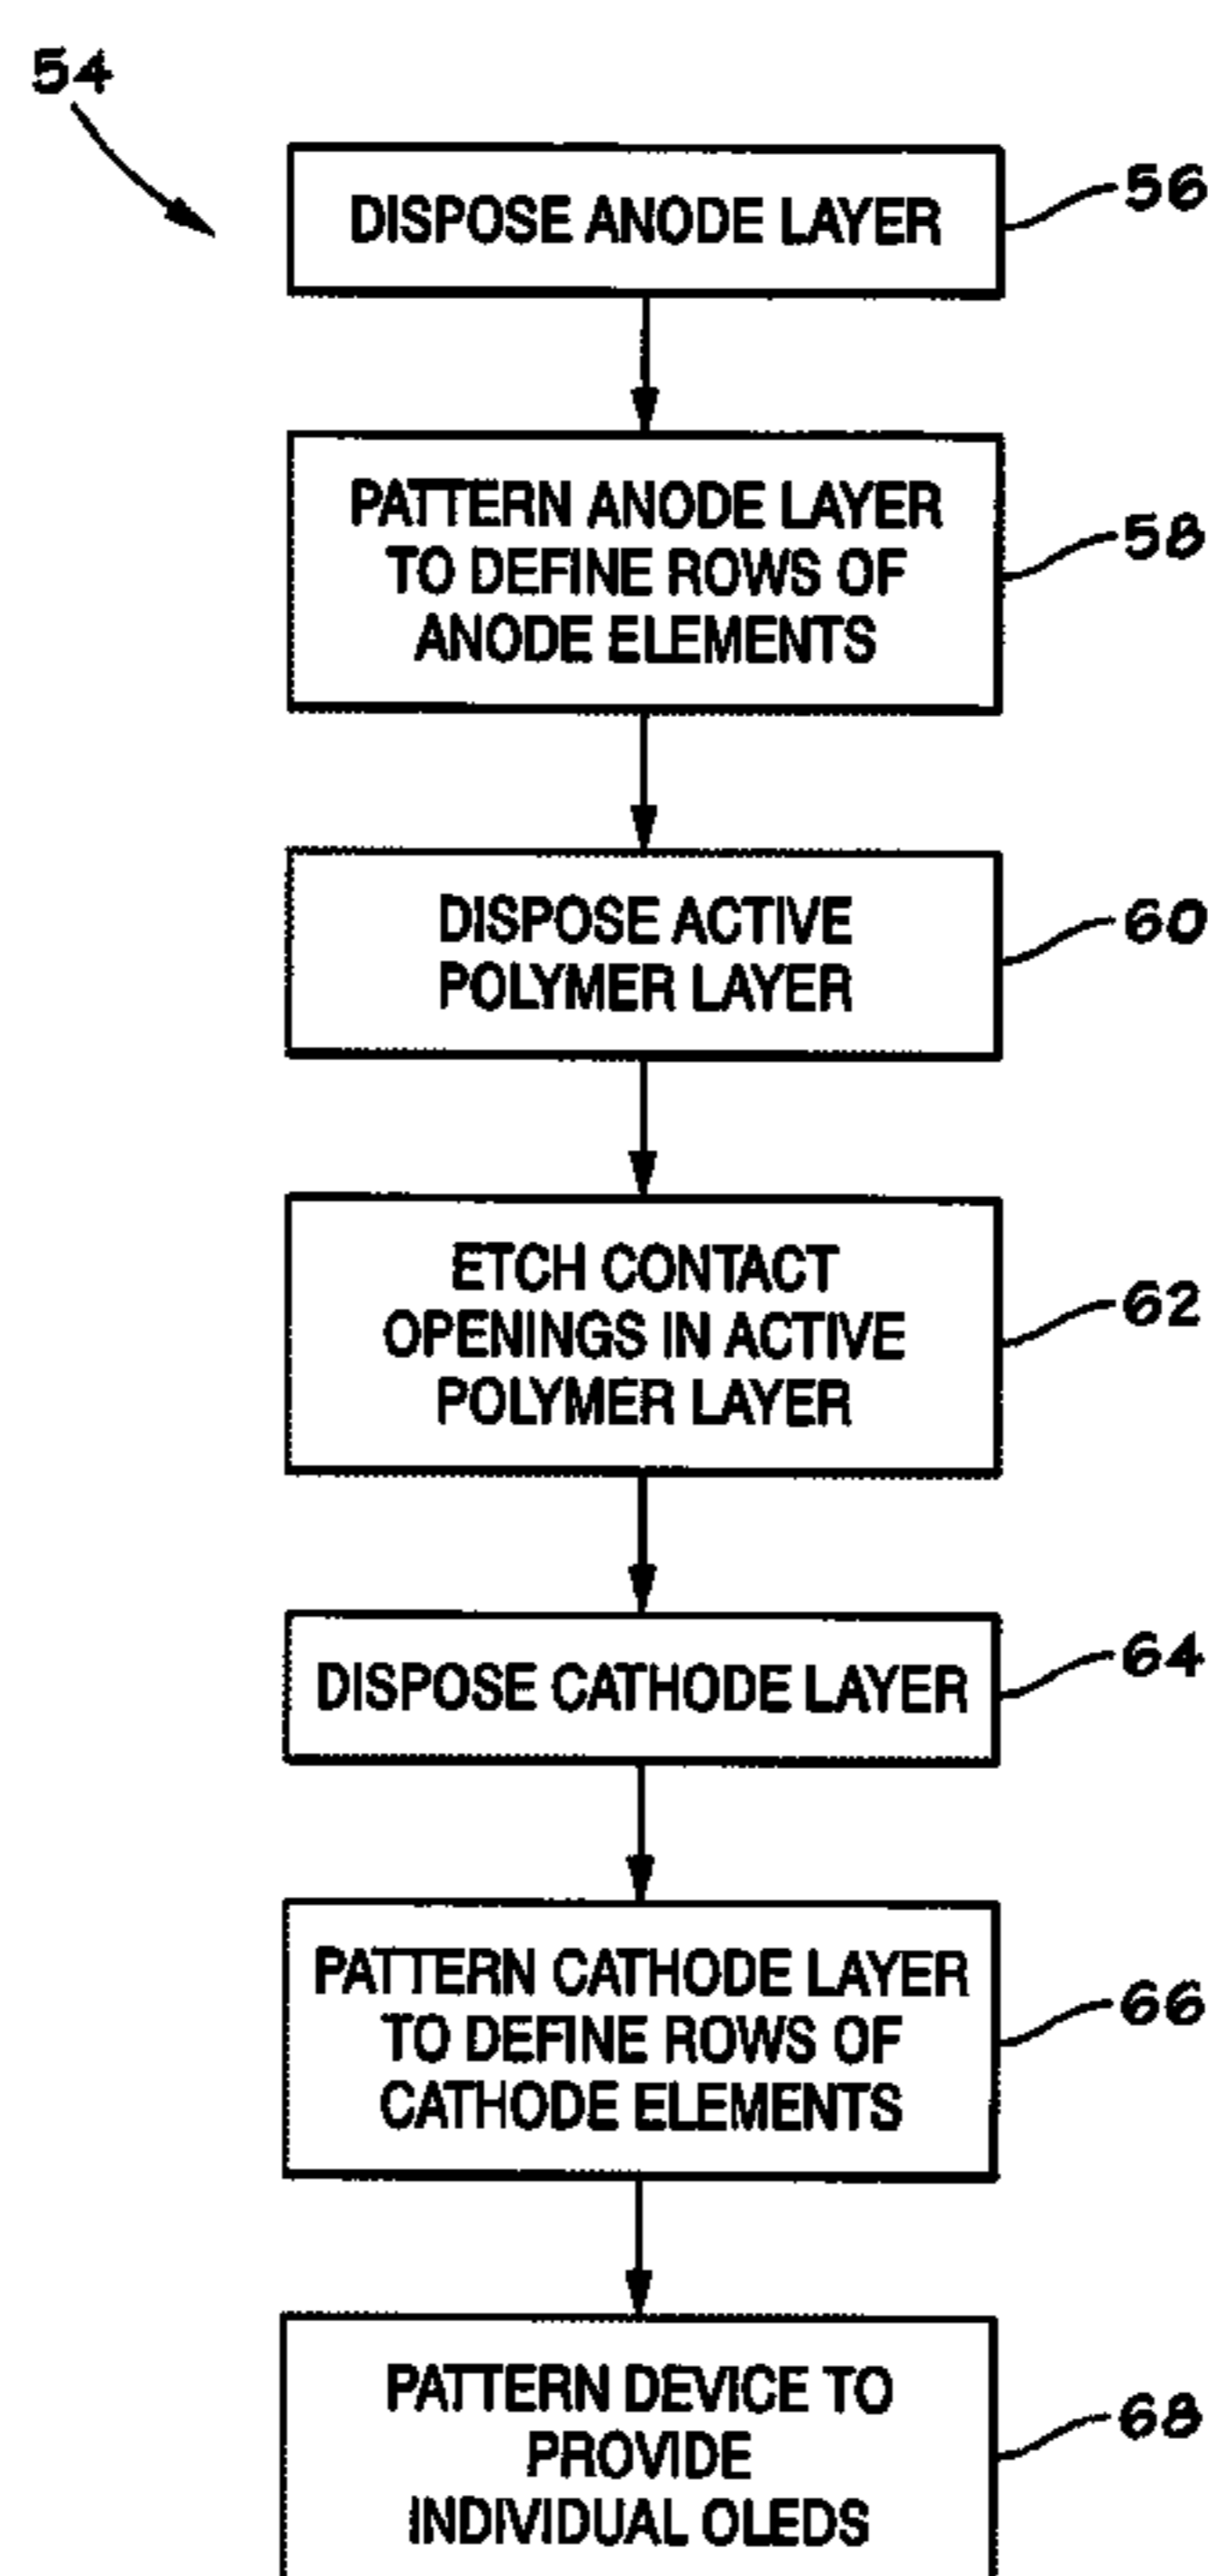 54
DISPOSE ANODE LAYER
56
PATTERN ANODE LAYER
TO DEFINE ROWS OF
ANODE ELEMENTS
58
DISPOSE ACTIVE
POLYMER LAYER
60
ETCH CONTACT
OPENINGS IN ACTIVE
POLYMER LAYER
62
DISPOSE CATHODE LAYER
64
PATTERN CATHODE LAYER
TO DEFINE ROWS OF
CATHODE ELEMENTS
66
PATTERN DEVICE TO
PROVIDE
INDIVIDUAL OLEDS
68